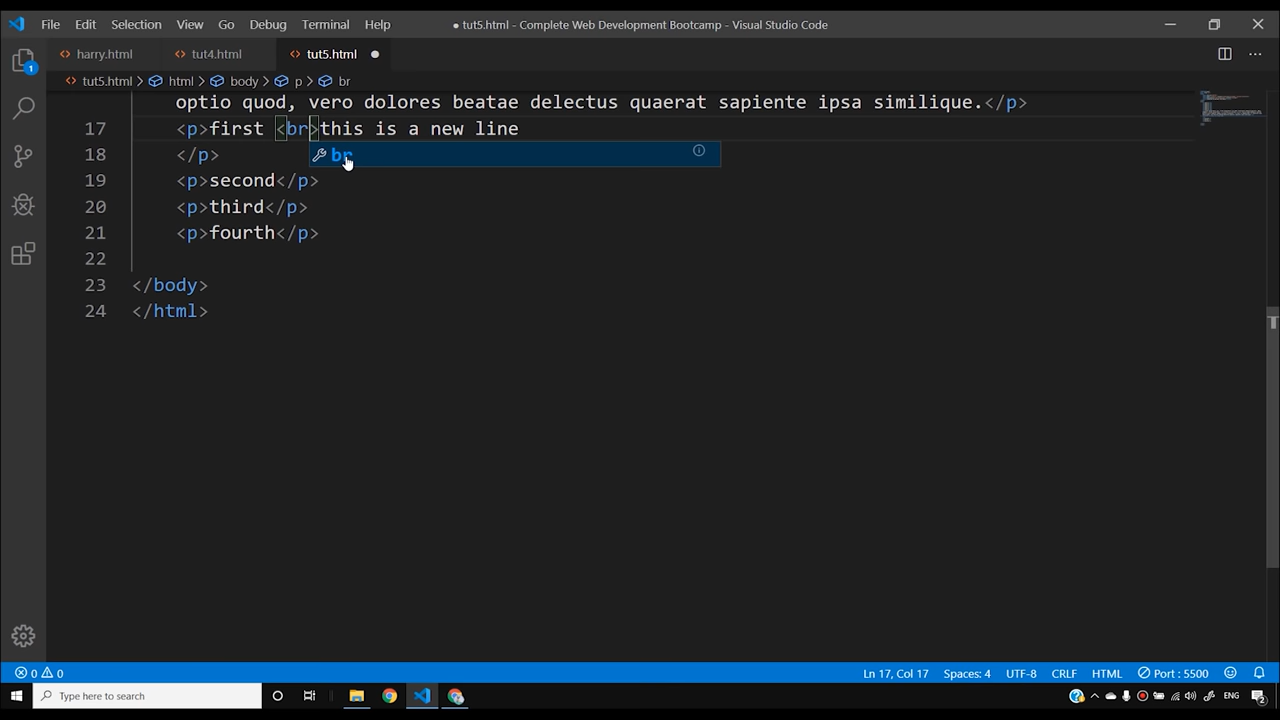 File Edit Selection View Go Debug Terminal Help
● tut5.html - Complete Web Development Bootcamp - Visual Studio Code
harry.html tut4.html tut5.html ●
tut5.html > html > body > p > br
optio quod, vero dolores beatae delectus quaerat sapiente ipsa similique.</p>
17 <p>first <br>this is a new line
18 </p>
br
19 <p>second</p>
20 <p>third</p>
21 <p>fourth</p>
22
23 </body>
24 </html>
1
0 0 Ln 17, Col 17 Spaces: 4 UTF-8 CRLF HTML Port : 5500
Type here to search
ENG 2